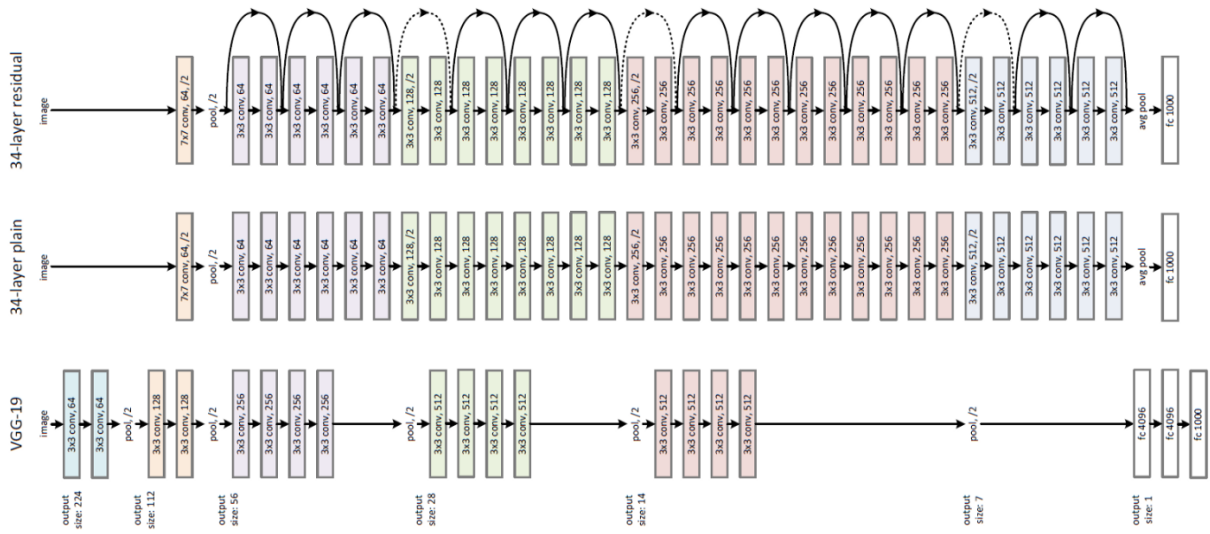 34-layer residual
image
7x7 conv, 64, /2
pool, /2
3x3 conv, 64
3x3 conv, 64
3x3 conv, 64
3x3 conv, 64
3x3 conv, 64
3x3 conv, 64
3x3 conv, 128, /2
3x3 conv, 128
3x3 conv, 128
3x3 conv, 128
3x3 conv, 128
3x3 conv, 128
3x3 conv, 128
3x3 conv, 128
3x3 conv, 256, /2
3x3 conv, 256
3x3 conv, 256
3x3 conv, 256
3x3 conv, 256
3x3 conv, 256
3x3 conv, 256
3x3 conv, 256
3x3 conv, 256
3x3 conv, 256
3x3 conv, 256
3x3 conv, 256
3x3 conv, 512, /2
3x3 conv, 512
3x3 conv, 512
3x3 conv, 512
3x3 conv, 512
3x3 conv, 512
avg pool
fc 1000
34-layer plain
image
7x7 conv, 64, /2
pool, /2
3x3 conv, 64
3x3 conv, 64
3x3 conv, 64
3x3 conv, 64
3x3 conv, 64
3x3 conv, 64
3x3 conv, 128, /2
3x3 conv, 128
3x3 conv, 128
3x3 conv, 128
3x3 conv, 128
3x3 conv, 128
3x3 conv, 128
3x3 conv, 128
3x3 conv, 256, /2
3x3 conv, 256
3x3 conv, 256
3x3 conv, 256
3x3 conv, 256
3x3 conv, 256
3x3 conv, 256
3x3 conv, 256
3x3 conv, 256
3x3 conv, 256
3x3 conv, 256
3x3 conv, 256
3x3 conv, 512, /2
3x3 conv, 512
3x3 conv, 512
3x3 conv, 512
3x3 conv, 512
3x3 conv, 512
avg pool
fc 1000
VGG-19
image
3x3 conv, 64
3x3 conv, 64
pool, /2
3x3 conv, 128
3x3 conv, 128
pool, /2
3x3 conv, 256
3x3 conv, 256
3x3 conv, 256
3x3 conv, 256
pool, /2
3x3 conv, 512
3x3 conv, 512
3x3 conv, 512
3x3 conv, 512
pool, /2
3x3 conv, 512
3x3 conv, 512
3x3 conv, 512
3x3 conv, 512
pool, /2
fc 4096
fc 4096
fc 1000
output
size: 224
output
size: 112
output
size: 56
output
size: 28
output
size: 14
output
size: 7
output
size: 1